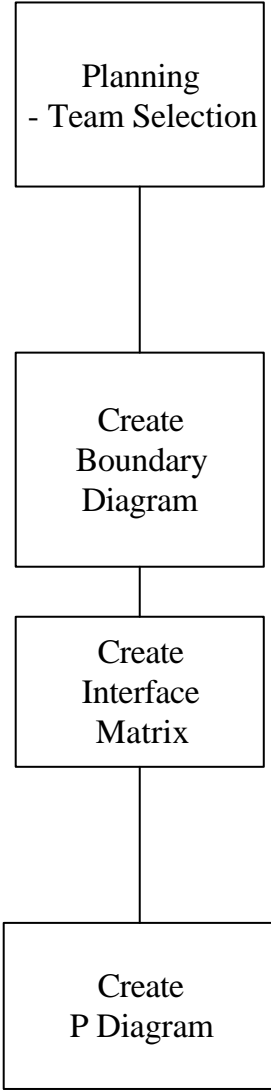 Planning
- Team Selection
Create
Boundary
Diagram
Create
Interface
Matrix
Create
P Diagram